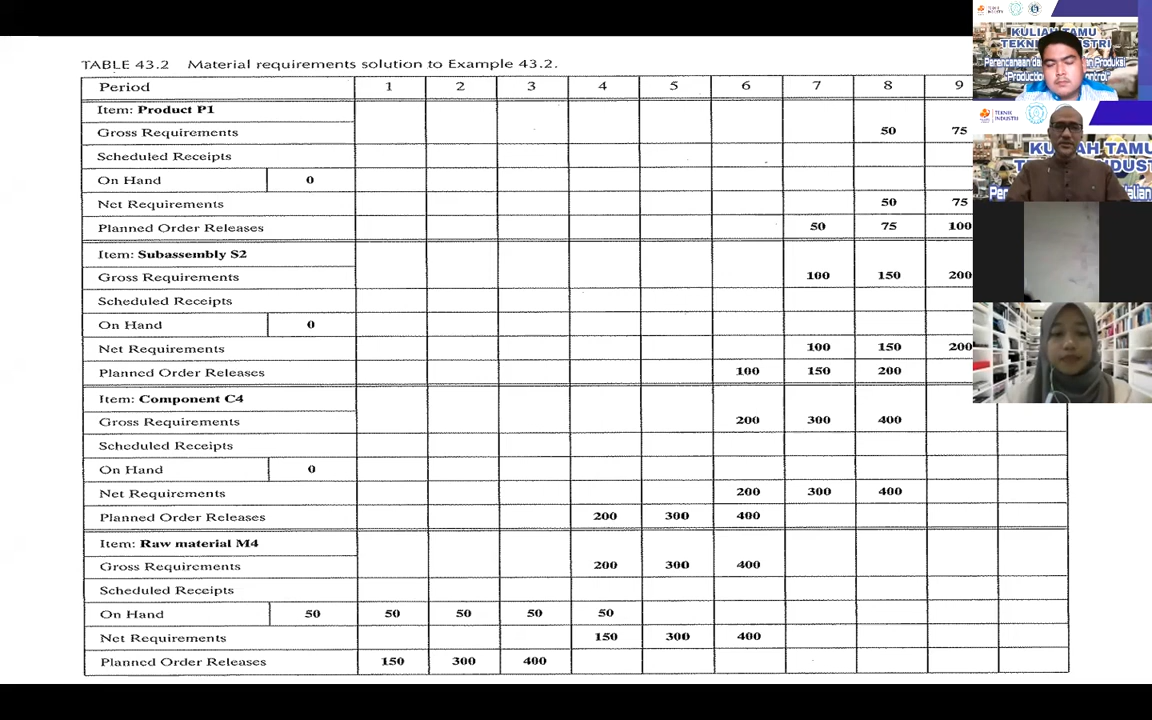 TABLE 43.2 Material requirements solution to Example 43.2.
Period 1 2 3 4 5 6 7 8 9
Item: Product P1
Gross Requirements 50 75
Scheduled Receipts
On Hand 0
Net Requirements 50 75
Planned Order Releases 50 75 100
Item: Subassembly S2
Gross Requirements 100 150 200
Scheduled Receipts
On Hand 0
Net Requirements 100 150 200
Planned Order Releases 100 150 200
Item: Component C4
Gross Requirements 200 300 400
Scheduled Receipts
On Hand 0
Net Requirements 200 300 400
Planned Order Releases 200 300 400
Item: Raw material M4
Gross Requirements 200 300 400
Scheduled Receipts
On Hand 50 50 50 50 50
Net Requirements 150 300 400
Planned Order Releases 150 300 400
KULIAH TAMU
TEKNIK INDUSTRI
TEKNIK
INDUSTRI
KULIAH TAMU